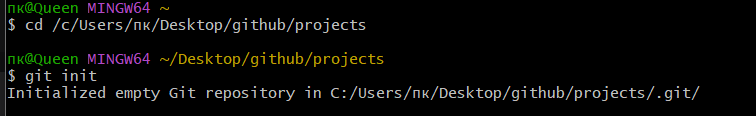 пк@Queen MINGW64 ~
$ cd /c/Users/пк/Desktop/github/projects
пк@Queen MINGW64 ~/Desktop/github/projects
$ git init
Initialized empty Git repository in C:/Users/пк/Desktop/github/projects/.git/